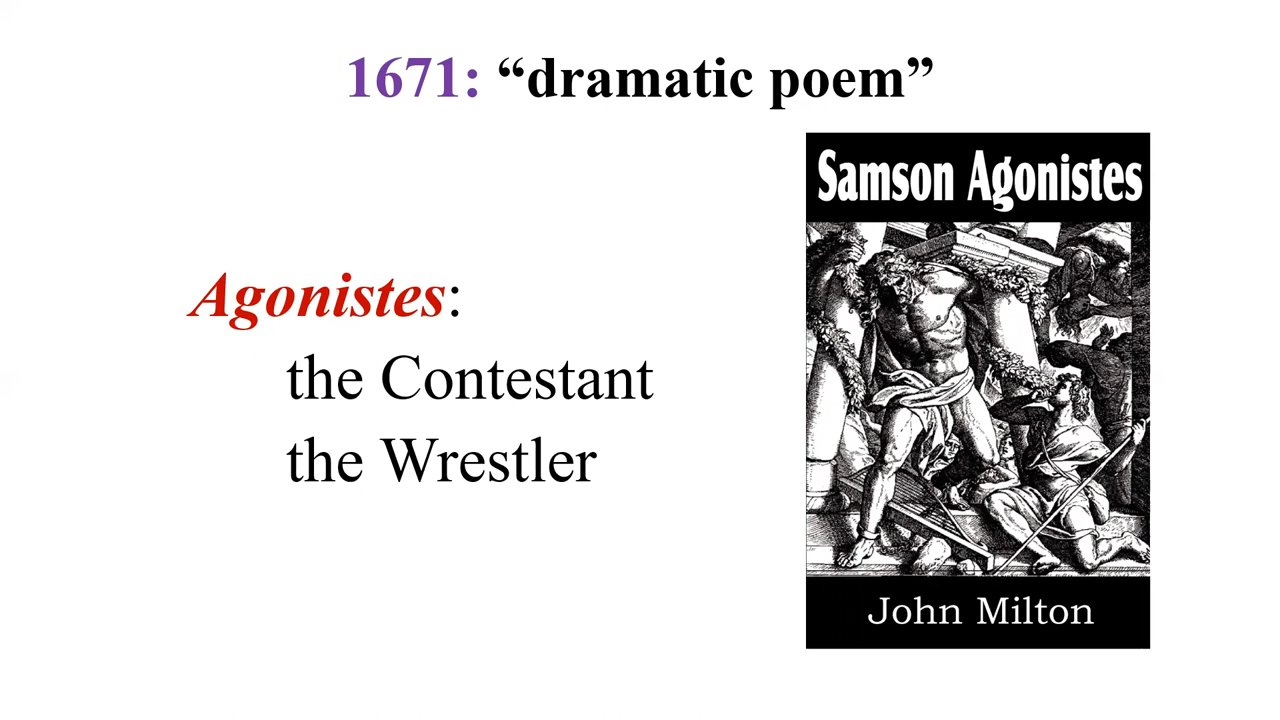 1671: “dramatic poem”
Samson Agonistes
Agonistes:
the Contestant
the Wrestler
John Milton